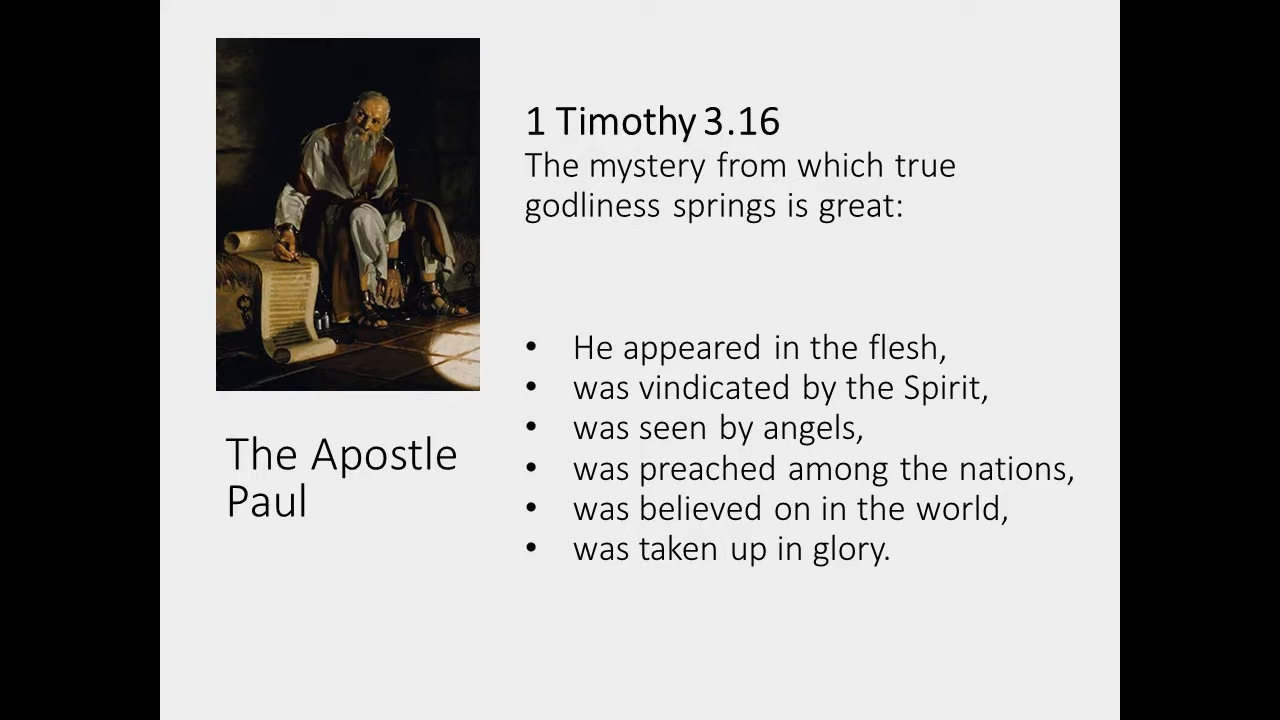 1 Timothy 3.16
The mystery from which true
godliness springs is great:
• He appeared in the flesh,
• was vindicated by the Spirit,
• was seen by angels,
• was preached among the nations,
• was believed on in the world,
• was taken up in glory.
The Apostle
Paul